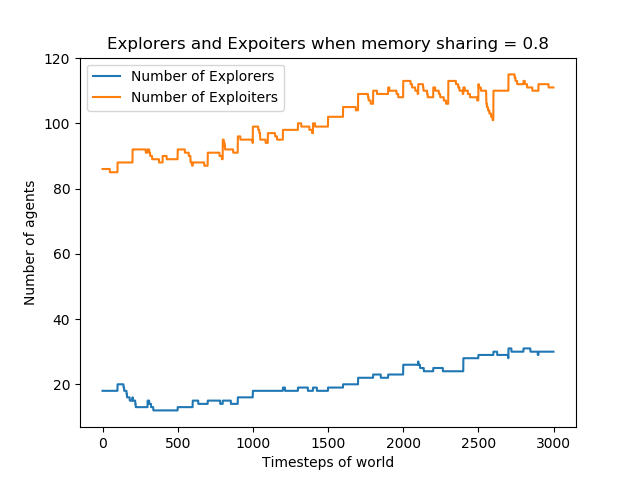 Explorers and Expoiters when memory sharing = 0.8
Number of Explorers
Number of Exploiters
120
100
80
60
40
20
Number of agents
0 500 1000 1500 2000 2500 3000
Timesteps of world